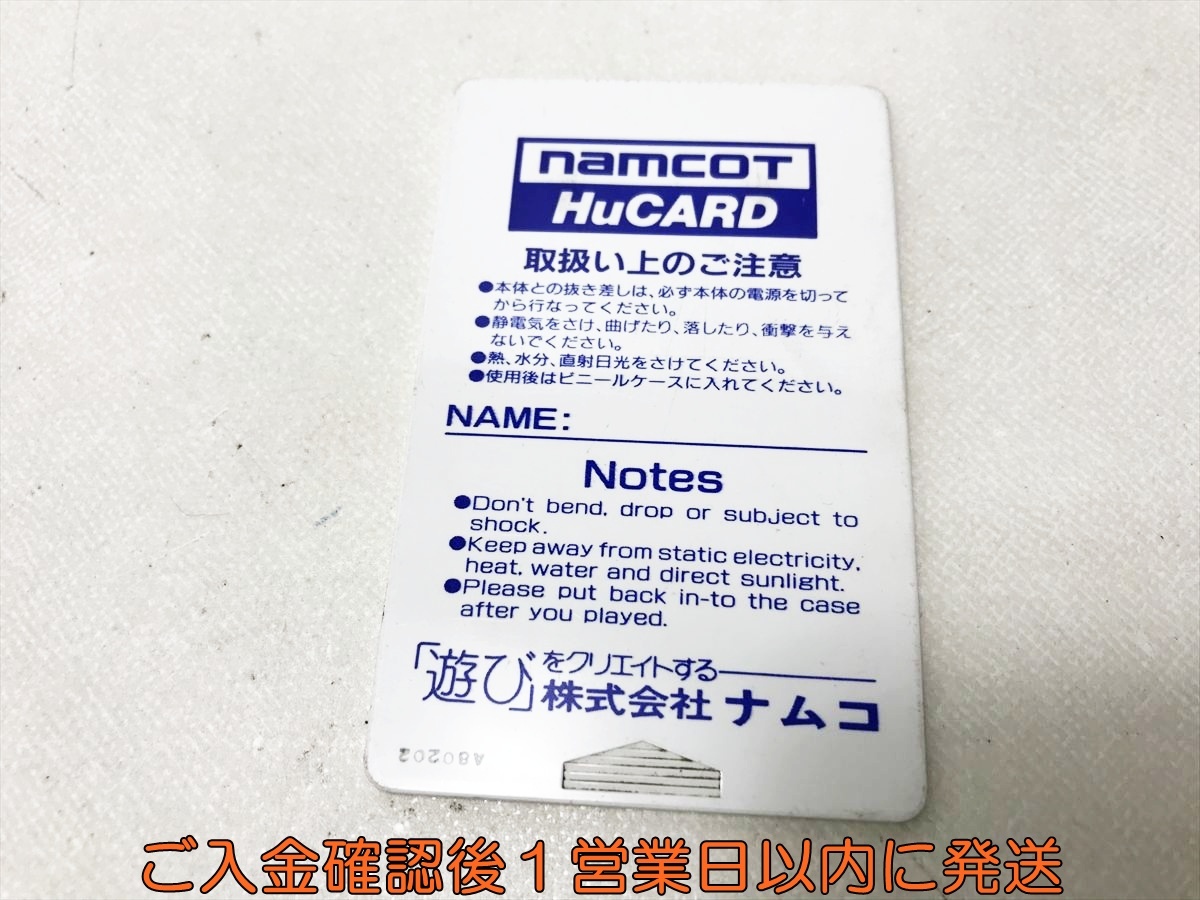 namcot
HuCARD
取扱い上のご注意
●本体との抜き差しは、必ず本体の電源を切って
から行なってください。
●静電気をさけ、曲げたり、落したり、衝撃を与え
ないでください。
●熱、水分、直射日光をさけてください。
●使用後はビニールケースに入れてください。
NAME:
Notes
●Don't bend, drop or subject to
shock.
●Keep away from static electricity,
heat, water and direct sunlight.
●Please put back in-to the case
after you played.
「遊び」をクリエイトする
株式会社ナムコ
A80202
ご入金確認後１営業日以内に発送